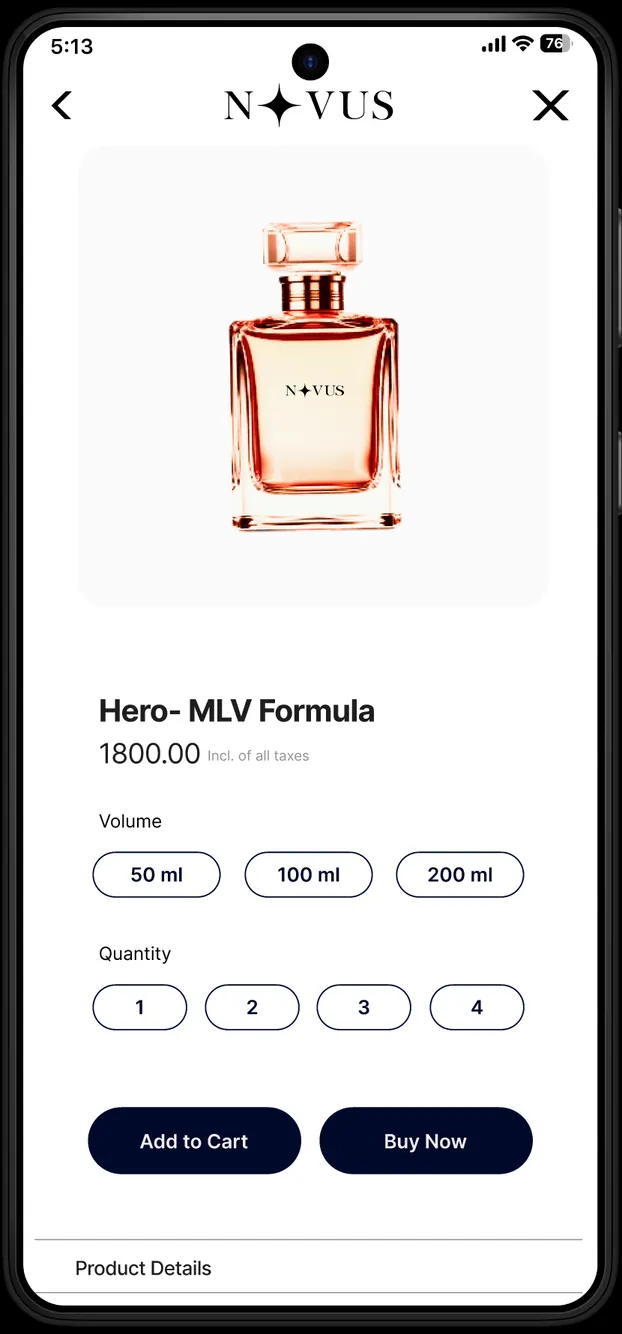 5:13
76
N✦VUS
N✦VUS
Hero- MLV Formula
1800.00 Incl. of all taxes
Volume
50 ml 100 ml 200 ml
Quantity
1 2 3 4
Add to Cart Buy Now
Product Details